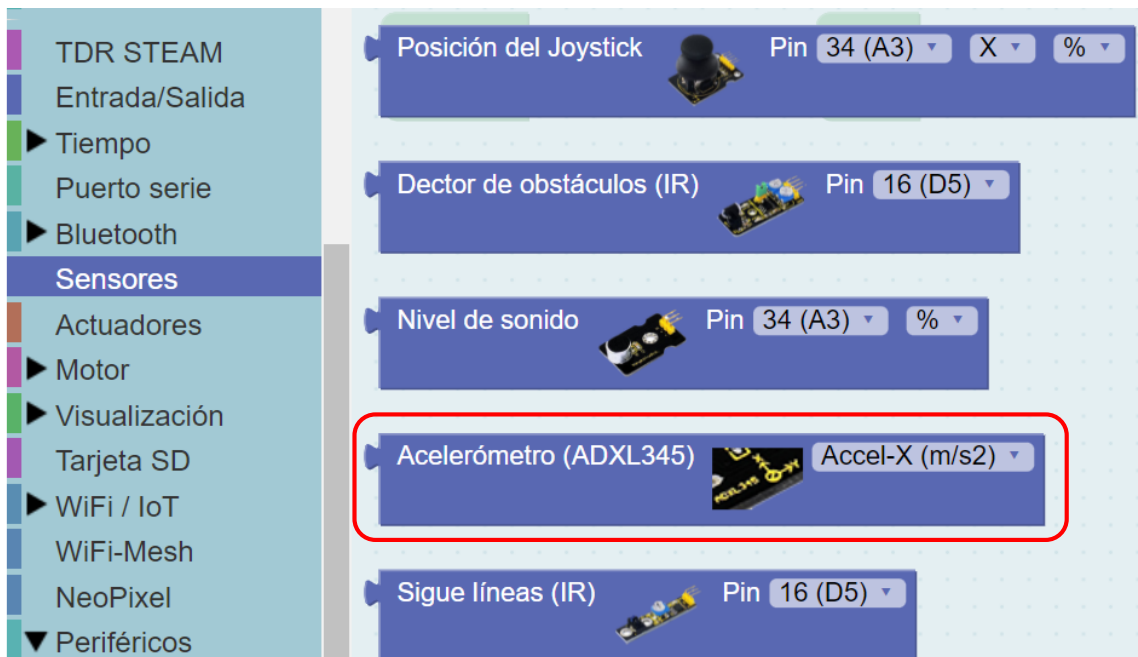 TDR STEAM
Entrada/Salida
Tiempo
Puerto serie
Bluetooth
Sensores
Actuadores
Motor
Visualización
Tarjeta SD
WiFi / IoT
WiFi-Mesh
NeoPixel
Periféricos
Posición del Joystick Pin 34 (A3) X %
Dector de obstáculos (IR) Pin 16 (D5)
Nivel de sonido Pin 34 (A3) %
Acelerómetro (ADXL345) Accel-X (m/s2)
ADXL345 X Y
Sigue líneas (IR) Pin 16 (D5)